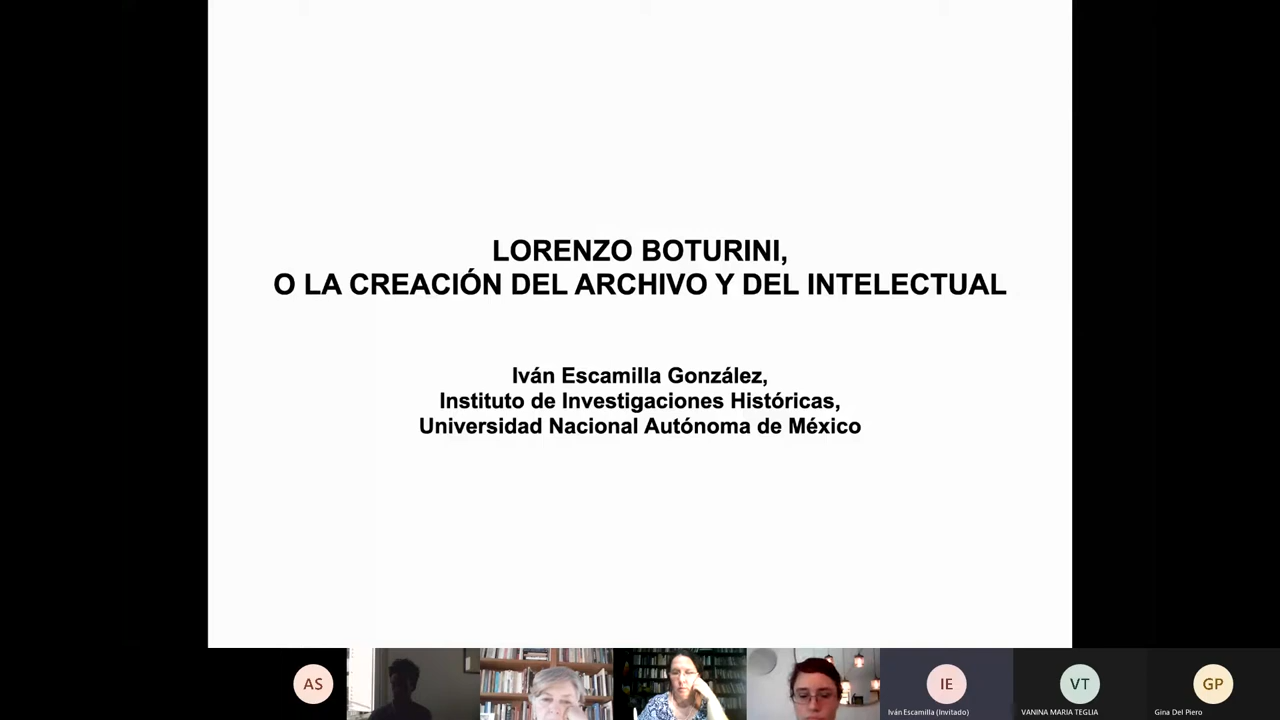 LORENZO BOTURINI,
O LA CREACIÓN DEL ARCHIVO Y DEL INTELECTUAL
Iván Escamilla González,
Instituto de Investigaciones Históricas,
Universidad Nacional Autónoma de México
AS
IE
VT
GP
Iván Escamilla (Invitado)
VANINA MARIA TEGLIA
Gina Del Piero